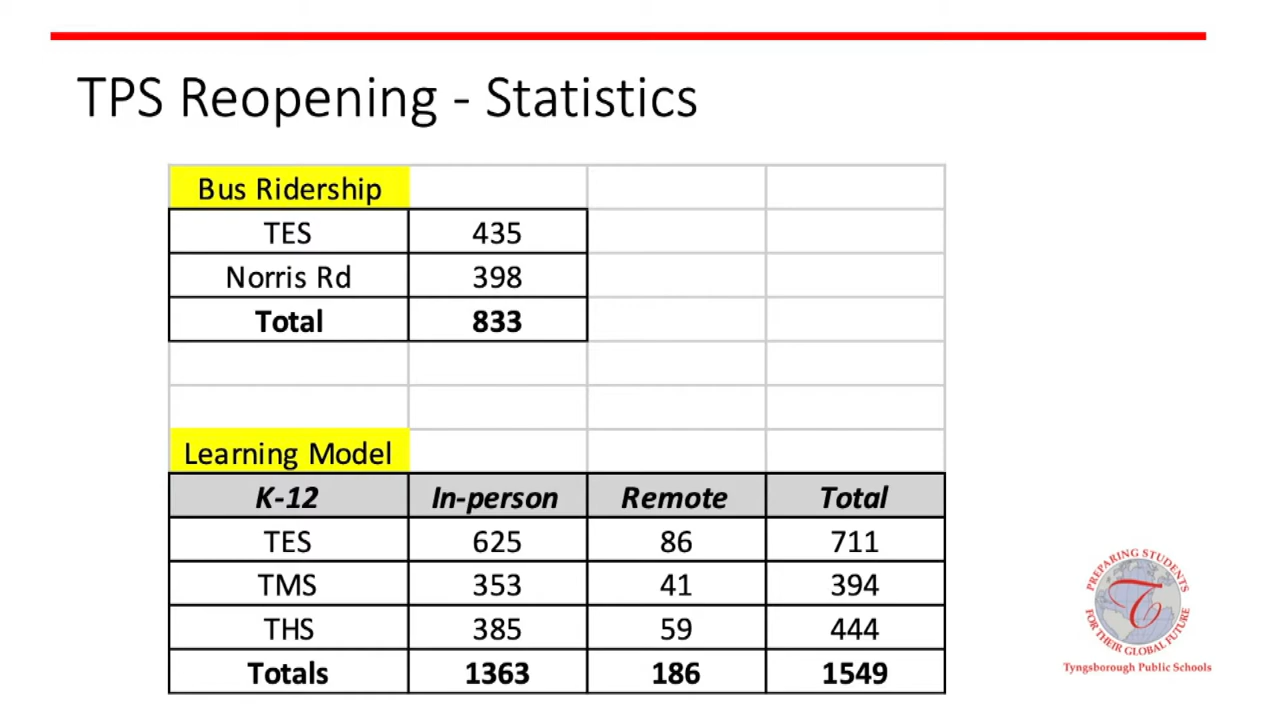 TPS Reopening - Statistics
Bus Ridership
TES 435
Norris Rd 398
Total 833
Learning Model
K-12 In-person Remote Total
TES 625 86 711
TMS 353 41 394
THS 385 59 444
Totals 1363 186 1549
PREPARING STUDENTS
T
FOR THEIR GLOBAL FUTURE
Tyngsborough Public Schools